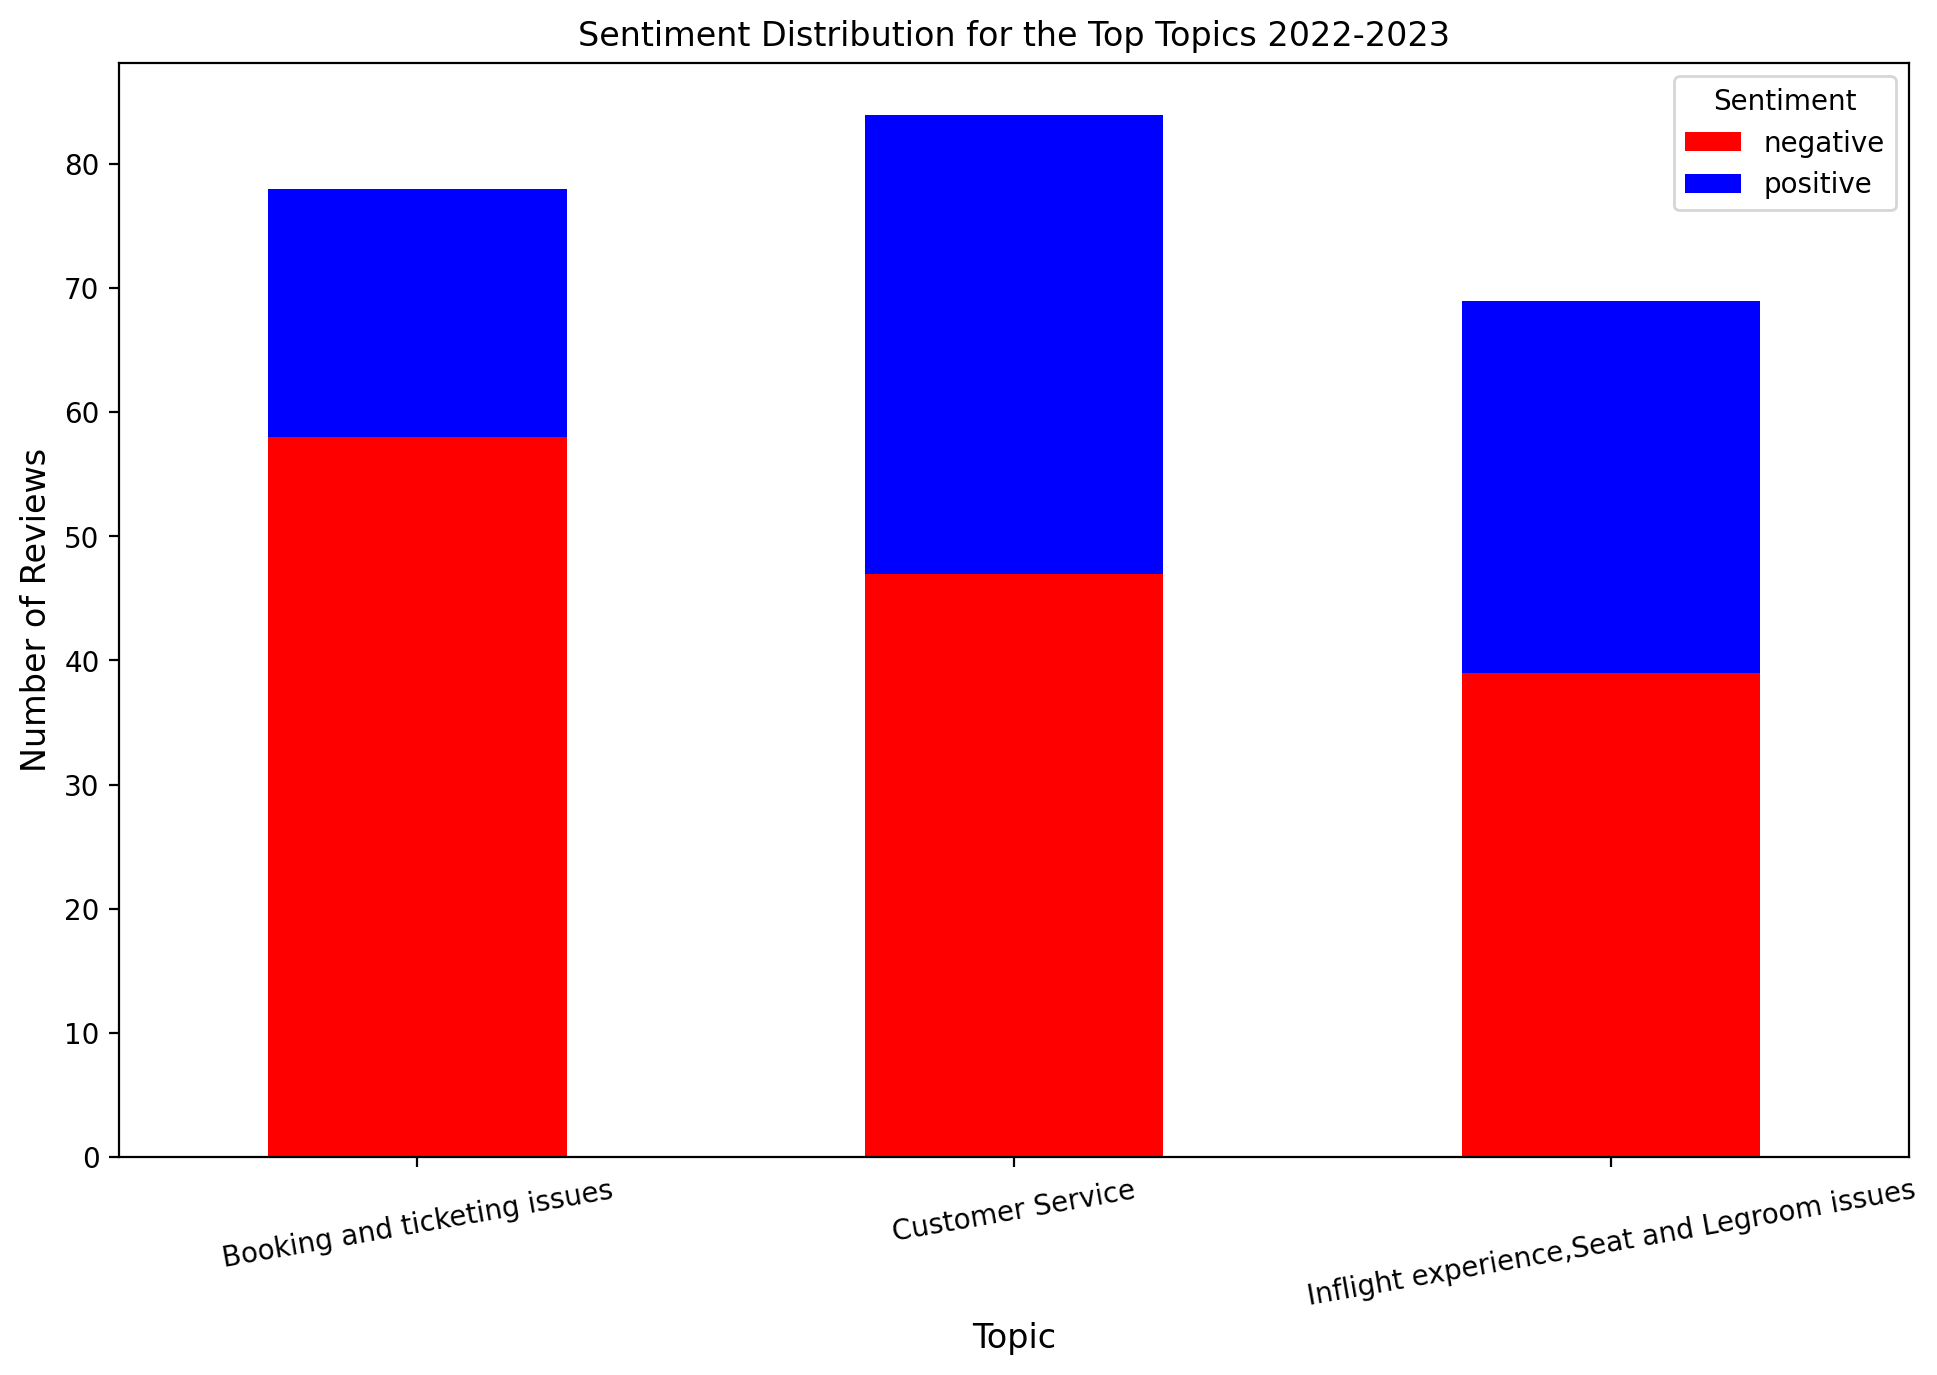 Sentiment Distribution for the Top Topics 2022-2023
Sentiment
negative
positive
Number of Reviews
80
70
60
50
40
30
20
10
0
Booking and ticketing issues
Customer Service
Inflight experience,Seat and Legroom issues
Topic